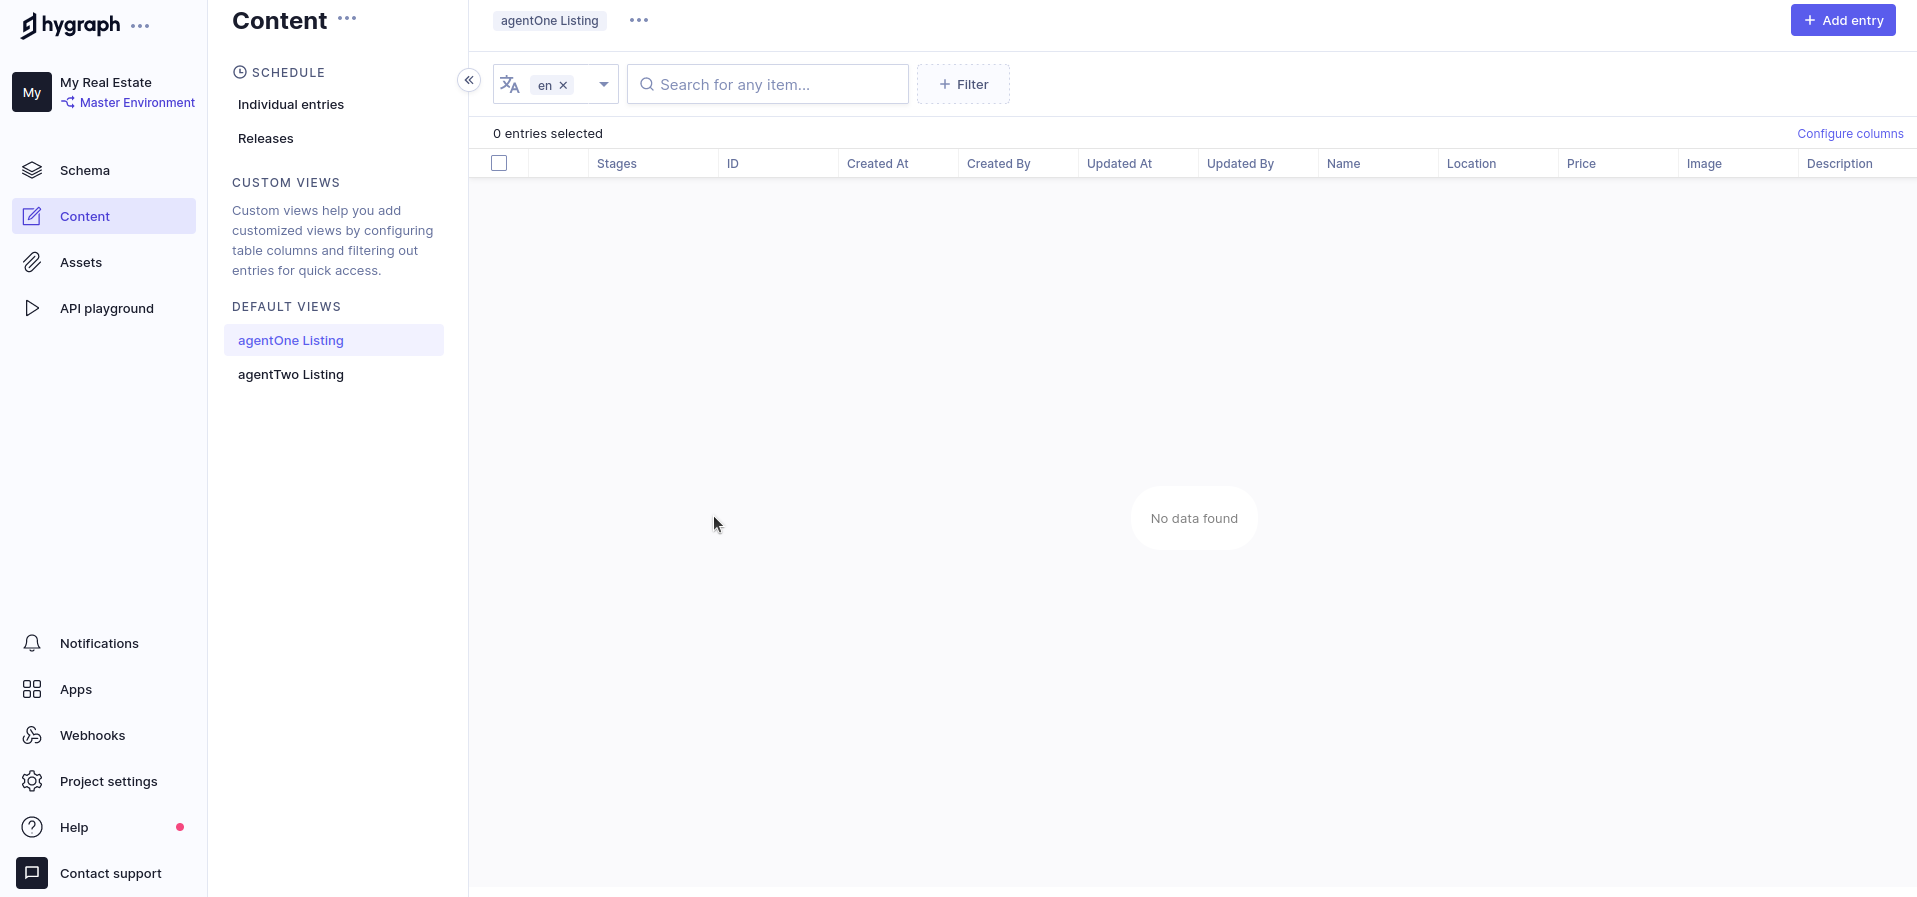 hygraph
My
My Real Estate
Master Environment
Schema
Content
Assets
API playground
Notifications
Apps
Webhooks
Project settings
Help
Contact support
Content
SCHEDULE
Individual entries
Releases
CUSTOM VIEWS
Custom views help you add
customized views by configuring
table columns and filtering out
entries for quick access.
DEFAULT VIEWS
agentOne Listing
agentTwo Listing
agentOne Listing
+ Add entry
en ×
Search for any item...
+ Filter
0 entries selected
Configure columns
Stages ID Created At Created By Updated At Updated By Name Location Price Image Description
No data found